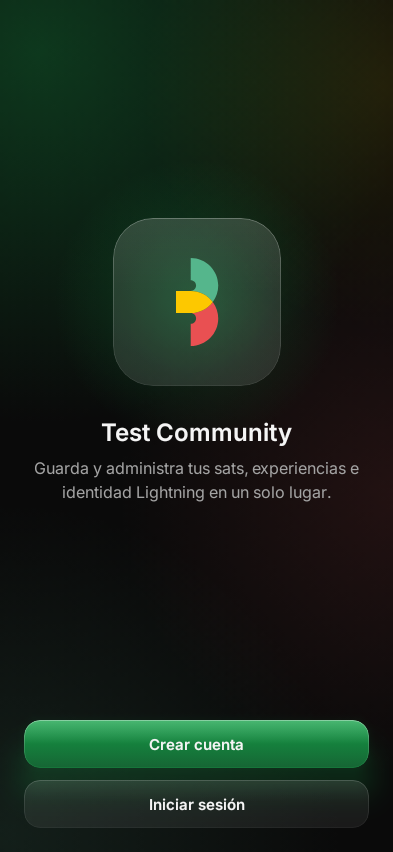 Test Community
Guarda y administra tus sats, experiencias e
identidad Lightning en un solo lugar.
Crear cuenta
Iniciar sesión